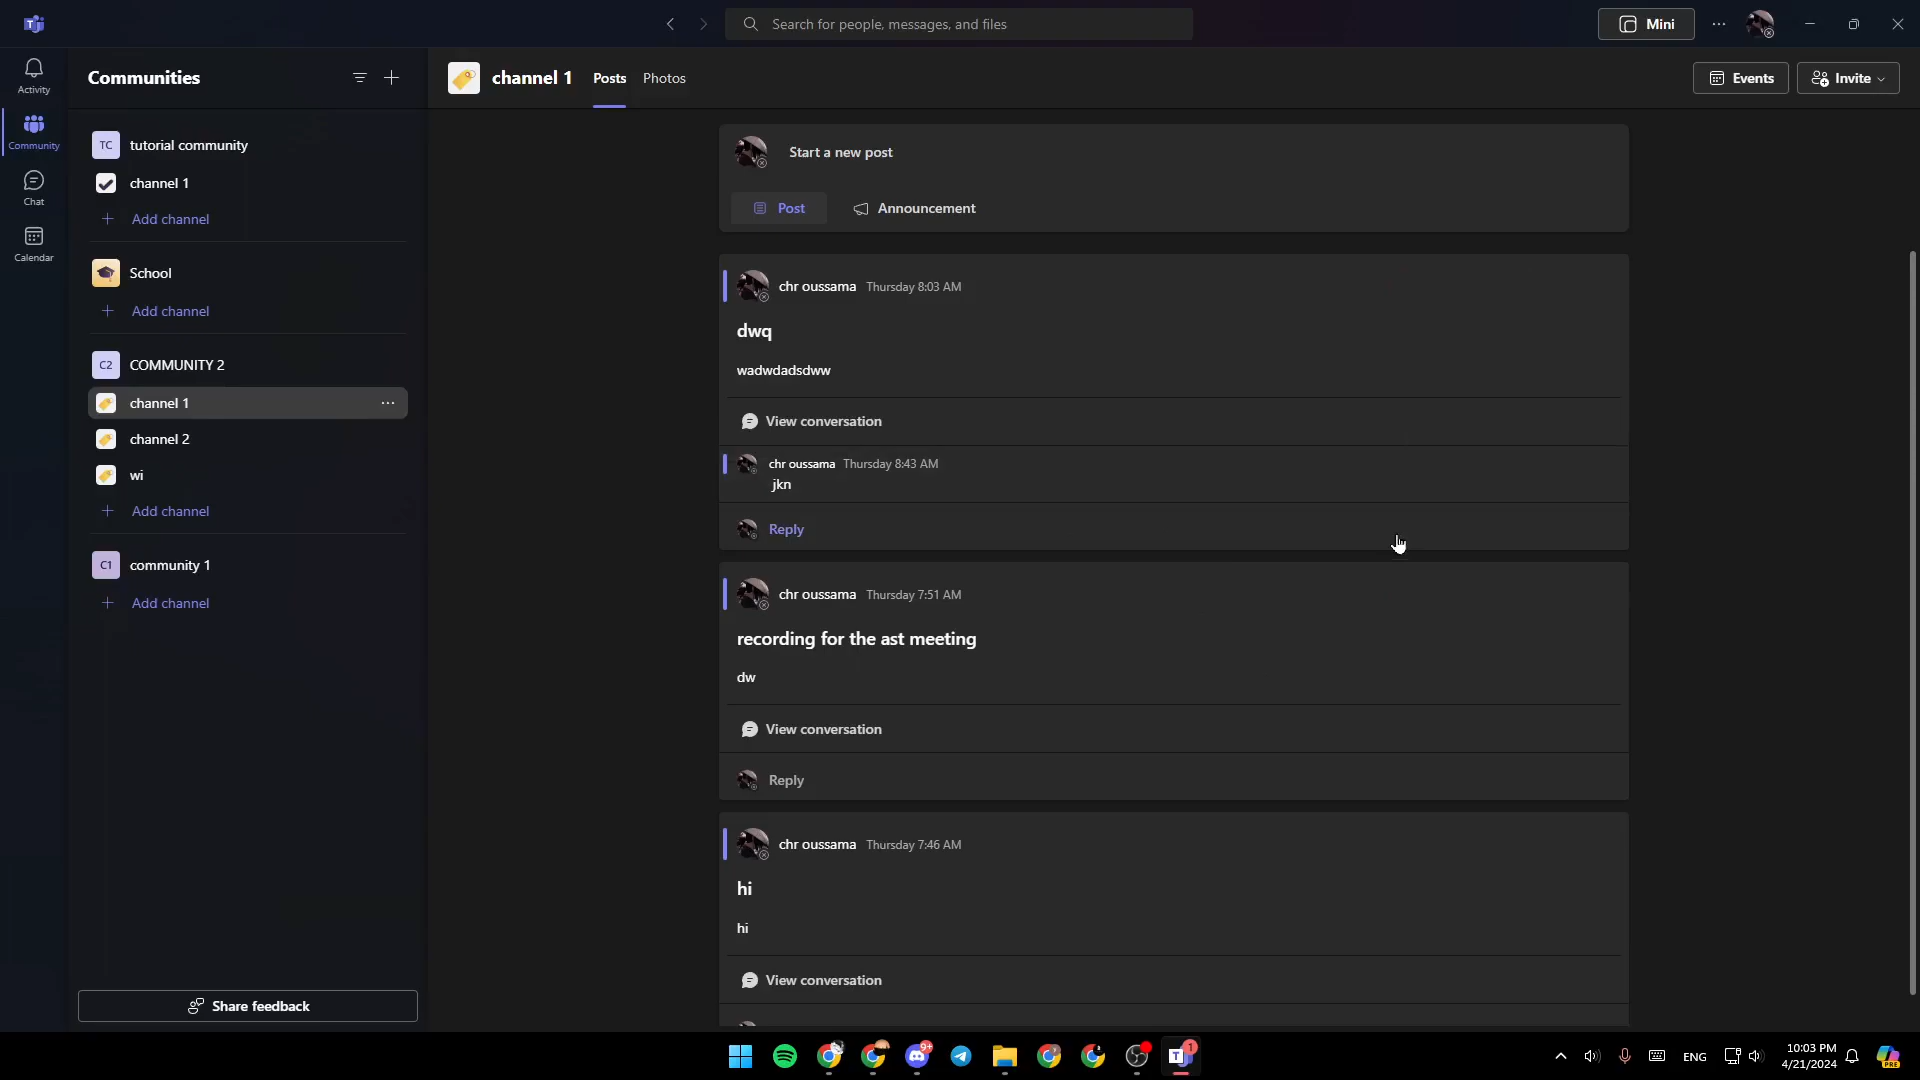 Search for people, messages, and files
Mini
Activity
Community
Chat
Calendar
Communities
TC tutorial community
channel 1
Add channel
School
Add channel
C2 COMMUNITY 2
channel 1
channel 2
wi
Add channel
C1 community 1
Add channel
Share feedback
channel 1 Posts Photos
Events Invite
Start a new post
Post Announcement
chr oussama Thursday 8:03 AM
dwq
wadwdadsdww
View conversation
chr oussama Thursday 8:43 AM
jkn
Reply
chr oussama Thursday 7:51 AM
recording for the ast meeting
dw
View conversation
Reply
chr oussama Thursday 7:46 AM
hi
hi
View conversation
9+
1
ENG
10:03 PM
4/21/2024
PRE